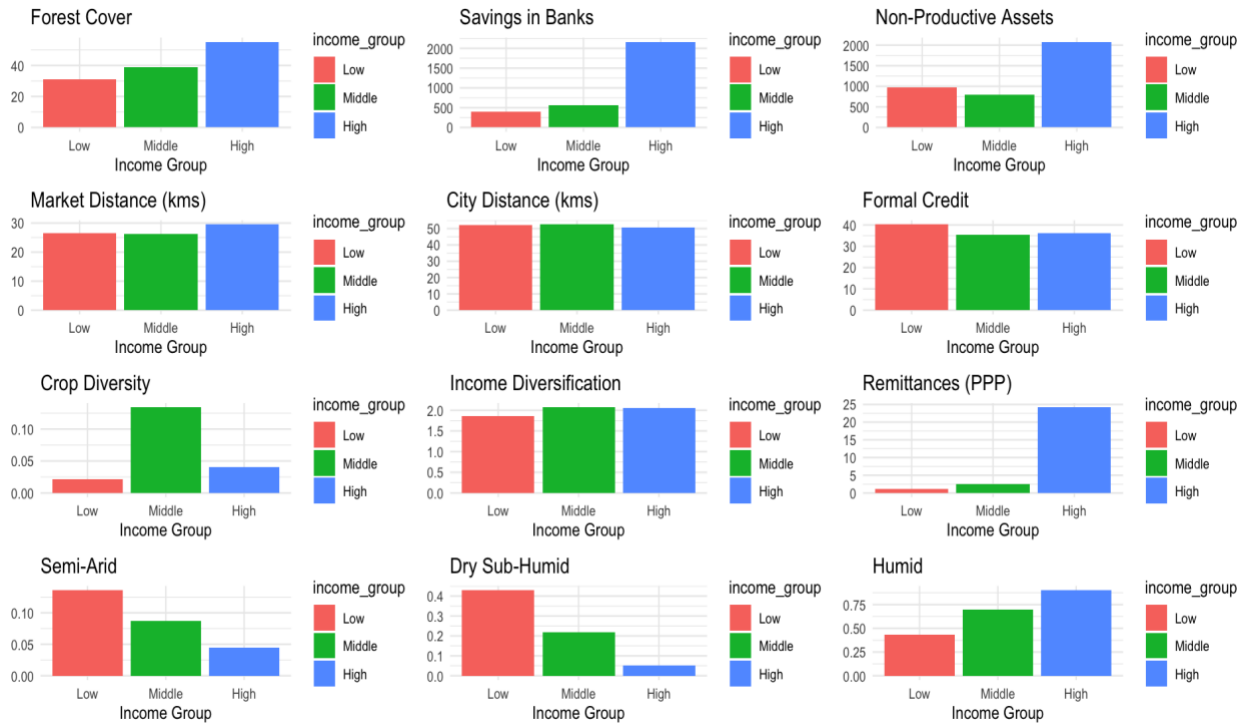 Forest Cover
40
20
0
Low
Middle
High
Income Group
income_group
Low
Middle
High
Savings in Banks
2000
1500
1000
500
0
Low
Middle
High
Income Group
income_group
Low
Middle
High
Non-Productive Assets
2000
1500
1000
500
0
Low
Middle
High
Income Group
income_group
Low
Middle
High
Market Distance (kms)
30
20
10
0
Low
Middle
High
Income Group
income_group
Low
Middle
High
City Distance (kms)
50
40
30
20
10
0
Low
Middle
High
Income Group
income_group
Low
Middle
High
Formal Credit
40
30
20
10
0
Low
Middle
High
Income Group
income_group
Low
Middle
High
Crop Diversity
0.10
0.05
0.00
Low
Middle
High
Income Group
income_group
Low
Middle
High
Income Diversification
2.0
1.5
1.0
0.5
0.0
Low
Middle
High
Income Group
income_group
Low
Middle
High
Remittances (PPP)
25
20
15
10
5
0
Low
Middle
High
Income Group
income_group
Low
Middle
High
Semi-Arid
0.10
0.05
0.00
Low
Middle
High
Income Group
income_group
Low
Middle
High
Dry Sub-Humid
0.4
0.3
0.2
0.1
0.0
Low
Middle
High
Income Group
income_group
Low
Middle
High
Humid
0.75
0.50
0.25
0.00
Low
Middle
High
Income Group
income_group
Low
Middle
High